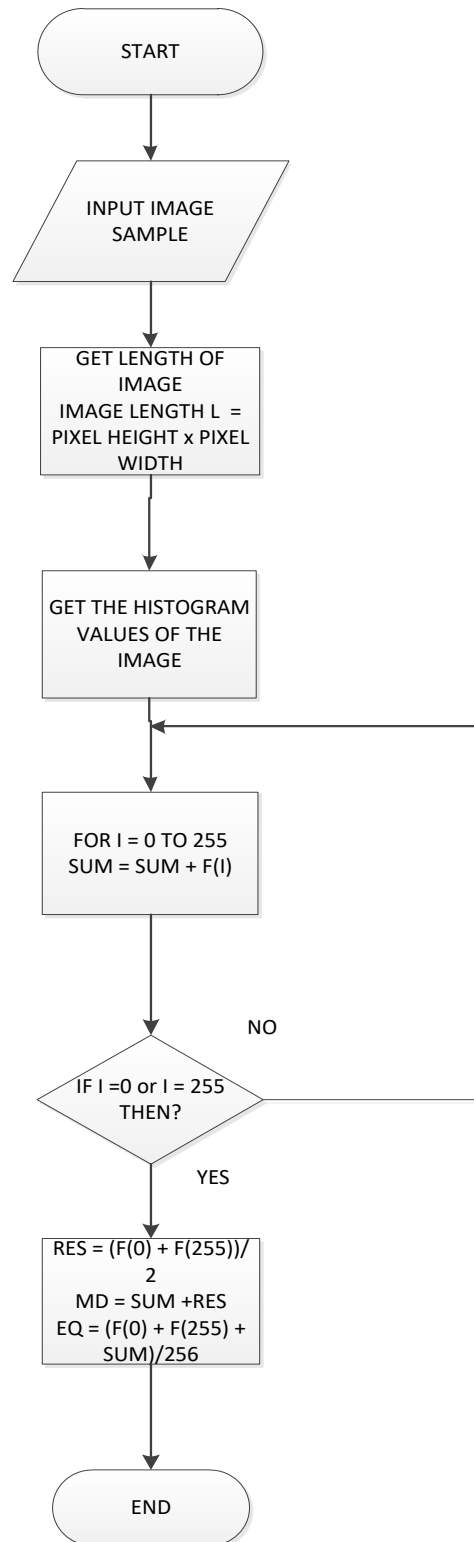 START
INPUT IMAGE
SAMPLE
GET LENGTH OF
IMAGE
IMAGE LENGTH L =
PIXEL HEIGHT x PIXEL
WIDTH
GET THE HISTOGRAM
VALUES OF THE
IMAGE
FOR I = 0 TO 255
SUM = SUM + F(I)
NO
IF I =0 or I = 255
THEN?
YES
RES = (F(0) + F(255))/
2
MD = SUM +RES
EQ = (F(0) + F(255) +
SUM)/256
END